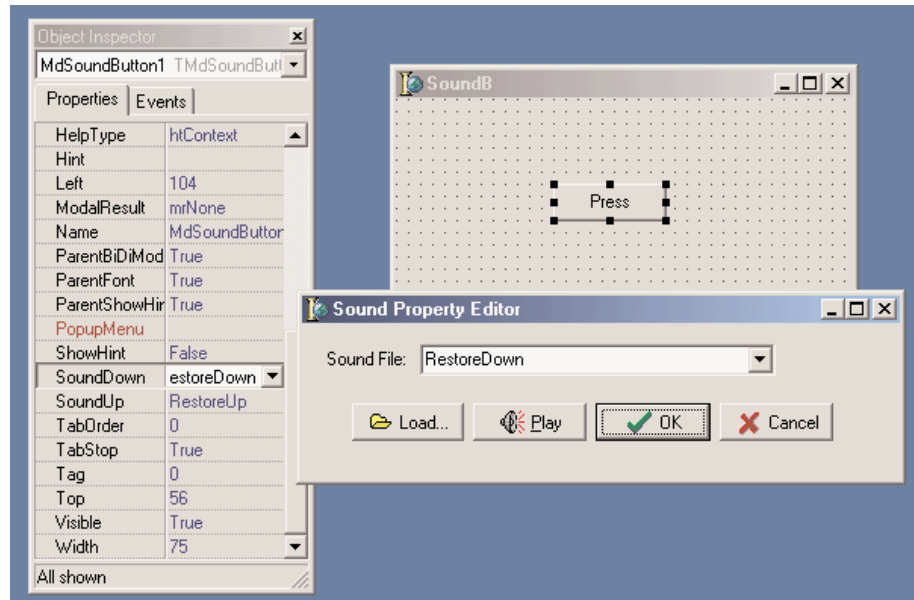 Object Inspector
MdSoundButton1 TMdSoundButt
Properties Events
HelpType htContext
Hint
Left 104
ModalResult mrNone
Name MdSoundButton
ParentBiDiMod True
ParentFont True
ParentShowHir True
PopupMenu
ShowHint False
SoundDown estoreDown
SoundUp RestoreUp
TabOrder 0
TabStop True
Tag 0
Top 56
Visible True
Width 75
All shown
SoundB
Press
Sound Property Editor
Sound File: RestoreDown
Load... Play OK Cancel